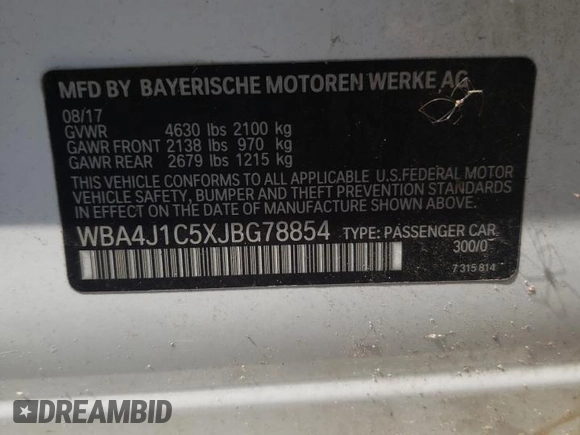 MFD BY BAYERISCHE MOTOREN WERKE AG
08/17
GVWR 4630 lbs 2100 kg
GAWR FRONT 2138 lbs 970 kg
GAWR REAR 2679 lbs 1215 kg
THIS VEHICLE CONFORMS TO ALL APPLICABLE U.S.FEDERAL MOTOR
VEHICLE SAFETY, BUMPER, AND THEFT PREVENTION STANDARDS
IN EFFECT ON THE DATE OF MANUFACTURE SHOWN ABOVE.
WBA4J1C5XJBG78854 TYPE: PASSENGER CAR
300/0
7 315 814
DREAMBID